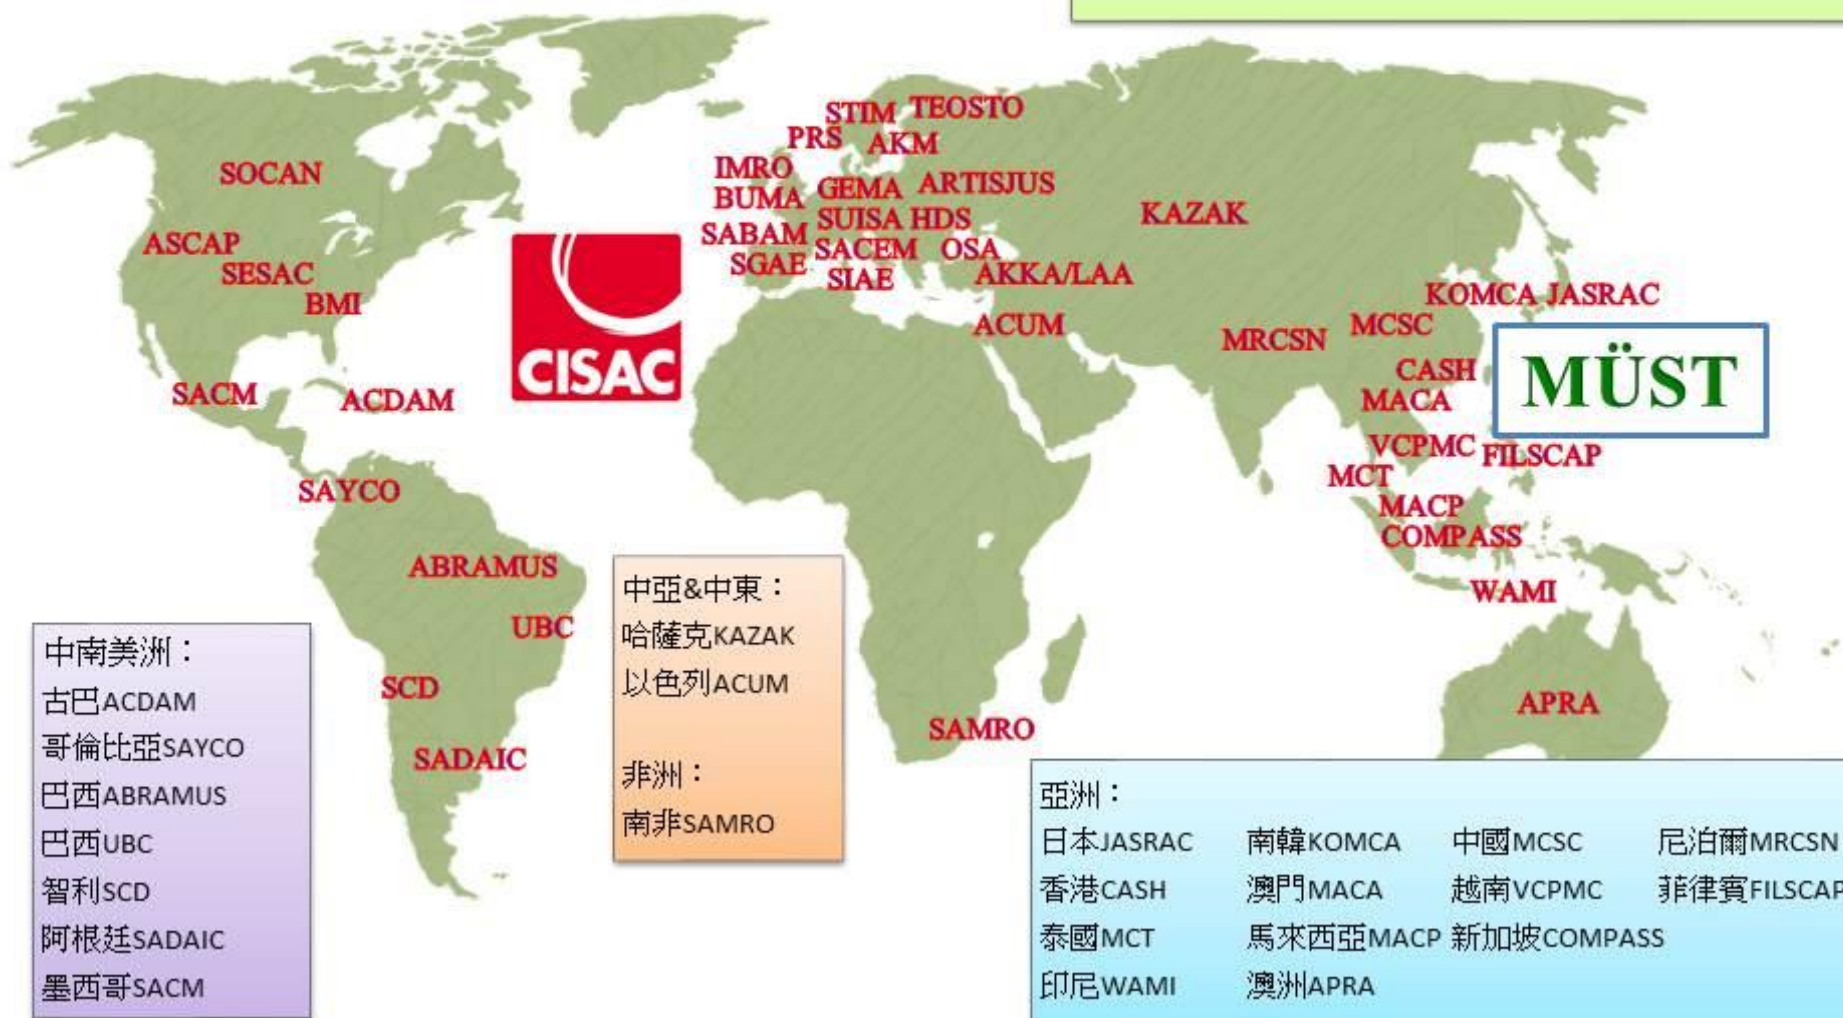 STIM TEOSTO
PRS AKM
SOCAN
IMRO
BUMA GEMA ARTISJUS
KAZAK
SUISA HDS
ASCAP
SABAM SACEM OSA
SESAC
SGAE SIAE AKKA/LAA
BMI
CISAC
KOMCA JASRAC
ACUM
MRCSN MCSC
CASH
MÜST
SACM
ACDAM
MACA
VCPMC FILSCAP
MCT
SAYCO
MACP
COMPASS
ABRAMUS
WAMI
UBC
SCD
APRA
SAMRO
SADAIC
中南美洲：
古巴ACDAM
哥倫比亞SAYCO
巴西ABRAMUS
巴西UBC
智利SCD
阿根廷SADAIC
墨西哥SACM
中亞&中東：
哈薩克KAZAK
以色列ACUM
非洲：
南非SAMRO
亞洲：
日本JASRAC 南韓KOMCA 中國MCSC 尼泊爾MRCSN
香港CASH 澳門MACA 越南VCPMC 菲律賓FILSCAP
泰國MCT 馬來西亞MACP 新加坡COMPASS
印尼WAMI 澳洲APRA